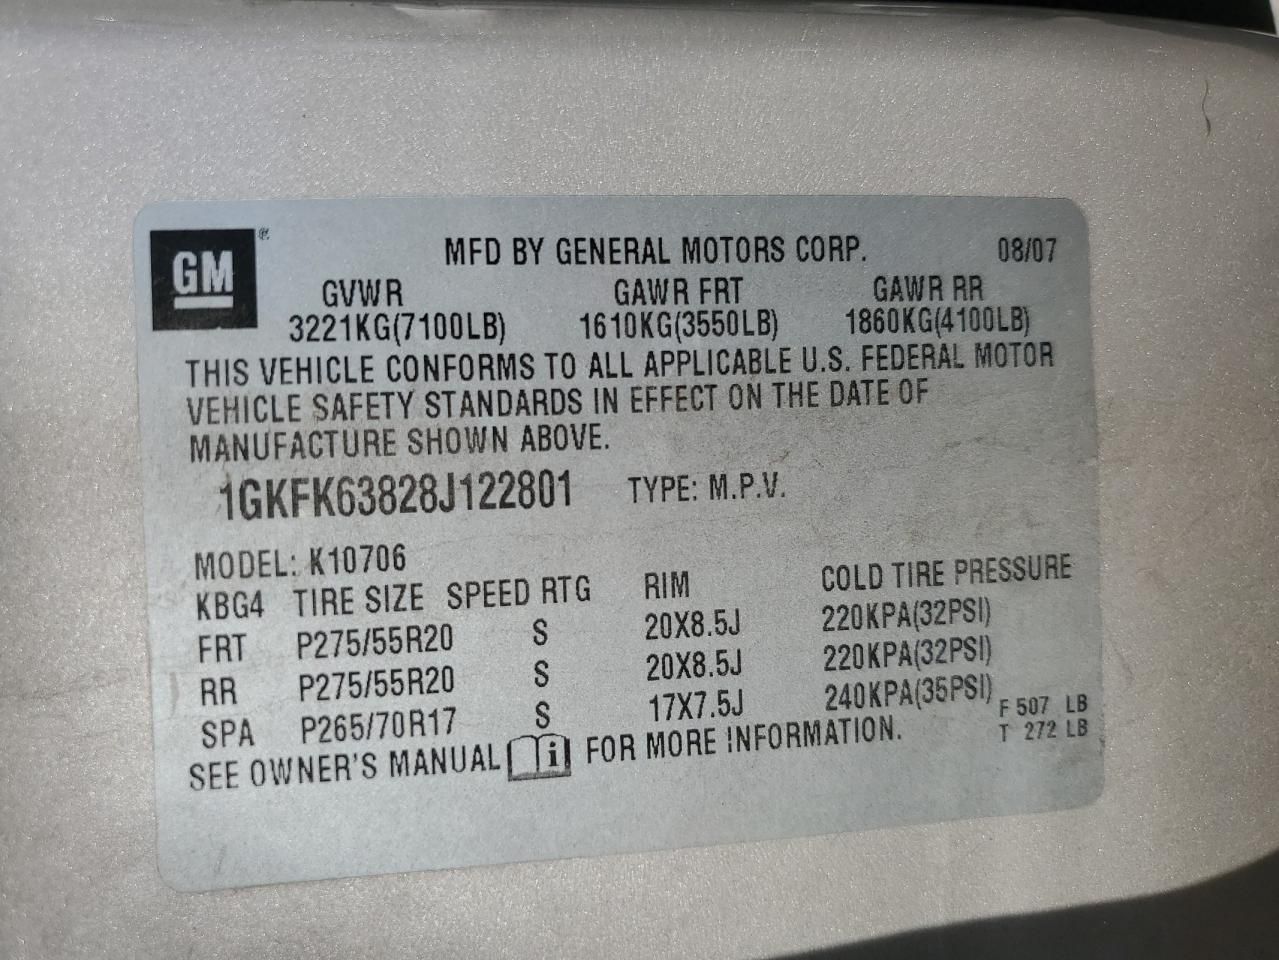 GM ®
MFD BY GENERAL MOTORS CORP. 08/07
GVWR GAWR FRT GAWR RR
3221KG(7100LB) 1610KG(3550LB) 1860KG(4100LB)
THIS VEHICLE CONFORMS TO ALL APPLICABLE U.S. FEDERAL MOTOR
VEHICLE SAFETY STANDARDS IN EFFECT ON THE DATE OF
MANUFACTURE SHOWN ABOVE.
1GKFK63828J122801 TYPE: M.P.V.
MODEL: K10706
KBG4 TIRE SIZE SPEED RTG RIM COLD TIRE PRESSURE
FRT P275/55R20 S 20X8.5J 220KPA(32PSI)
RR P275/55R20 S 20X8.5J 220KPA(32PSI)
SPA P265/70R17 S 17X7.5J 240KPA(35PSI) F 507 LB
SEE OWNER'S MANUAL i FOR MORE INFORMATION. T 272 LB